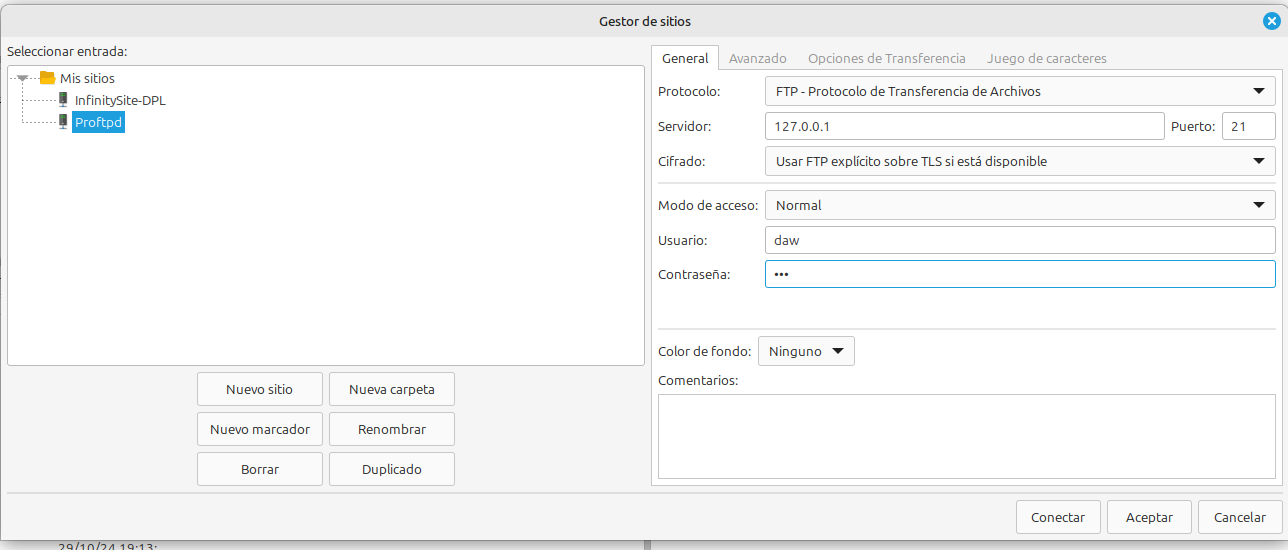 Gestor de sitios
Seleccionar entrada:
Mis sitios
InfinitySite-DPL
Proftpd
Nuevo sitio
Nueva carpeta
Nuevo marcador
Renombrar
Borrar
Duplicado
General
Avanzado
Opciones de Transferencia
Juego de caracteres
Protocolo: FTP - Protocolo de Transferencia de Archivos
Servidor: 127.0.0.1 Puerto: 21
Cifrado: Usar FTP explícito sobre TLS si está disponible
Modo de acceso: Normal
Usuario: daw
Contraseña: •••
Color de fondo: Ninguno
Comentarios:
Conectar
Aceptar
Cancelar
29/10/24 19:13: